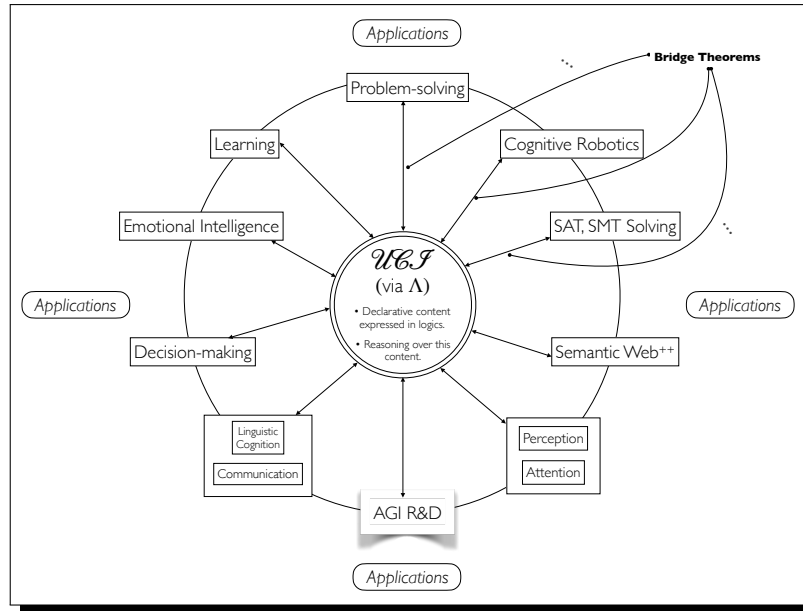 Applications
Bridge Theorems
Problem-solving
Learning
Cognitive Robotics
Emotional Intelligence
SAT, SMT Solving
𝒰𝒞ℐ
(via Λ)
• Declarative content
expressed in logics.
• Reasoning over this
content.
Applications
Applications
Decision-making
Semantic Web++
Linguistic
Cognition
Communication
Perception
Attention
AGI R&D
Applications